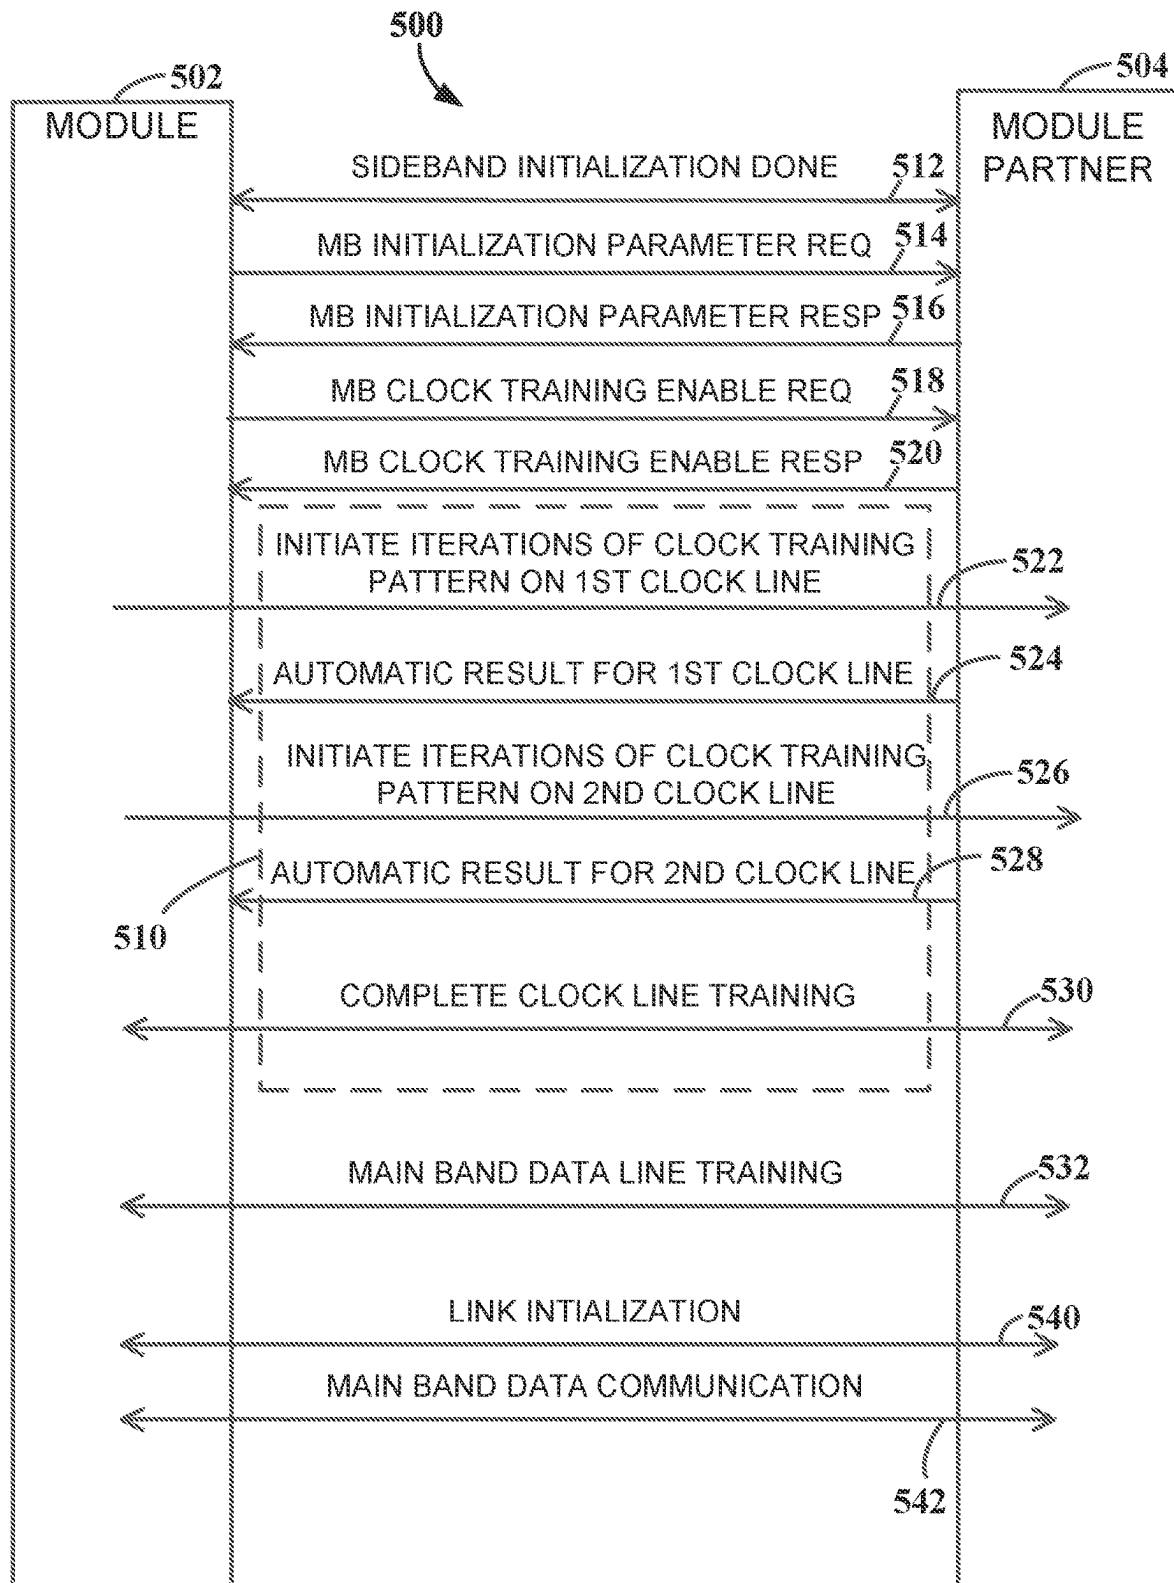 500
502
504
MODULE
MODULE
PARTNER
SIDEBAND INITIALIZATION DONE
512
MB INITIALIZATION PARAMETER REQ
514
MB INITIALIZATION PARAMETER RESP
516
MB CLOCK TRAINING ENABLE REQ
518
MB CLOCK TRAINING ENABLE RESP
520
INITIATE ITERATIONS OF CLOCK TRAINING
PATTERN ON 1ST CLOCK LINE
522
AUTOMATIC RESULT FOR 1ST CLOCK LINE
524
INITIATE ITERATIONS OF CLOCK TRAINING
PATTERN ON 2ND CLOCK LINE
526
AUTOMATIC RESULT FOR 2ND CLOCK LINE
528
510
COMPLETE CLOCK LINE TRAINING
530
MAIN BAND DATA LINE TRAINING
532
LINK INTIALIZATION
540
MAIN BAND DATA COMMUNICATION
542